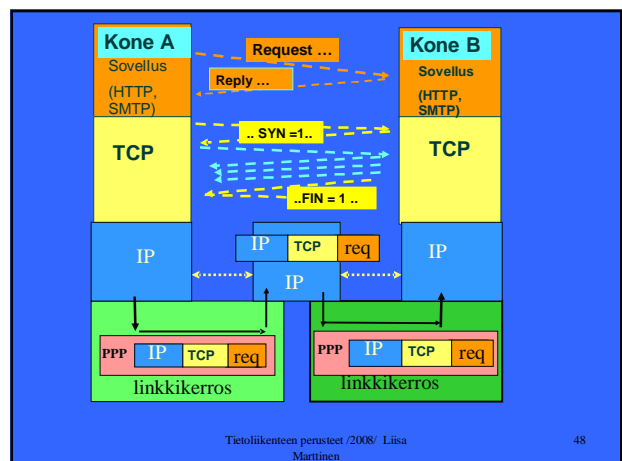 Kone A
Sovellus
(HTTP,
SMTP)
Request …
Reply …
Kone B
Sovellus
(HTTP,
SMTP)
TCP
.. SYN =1..
..FIN = 1 ..
TCP
IP
IP TCP req
IP
IP
PPP IP TCP req
linkkikerros
PPP IP TCP req
linkkikerros
Tietoliikenteen perusteet /2008/ Liisa
Marttinen
48